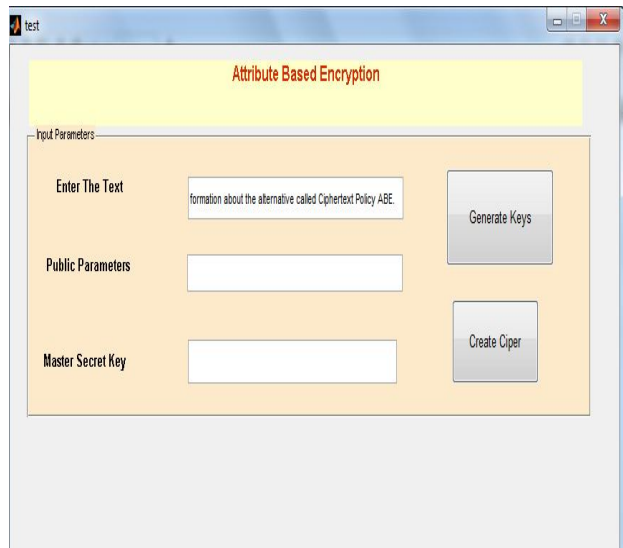 test
Attribute Based Encryption
Input Parameters
Enter The Text
formation about the alternative called Ciphertext Policy ABE.
Generate Keys
Public Parameters
Create Ciper
Master Secret Key